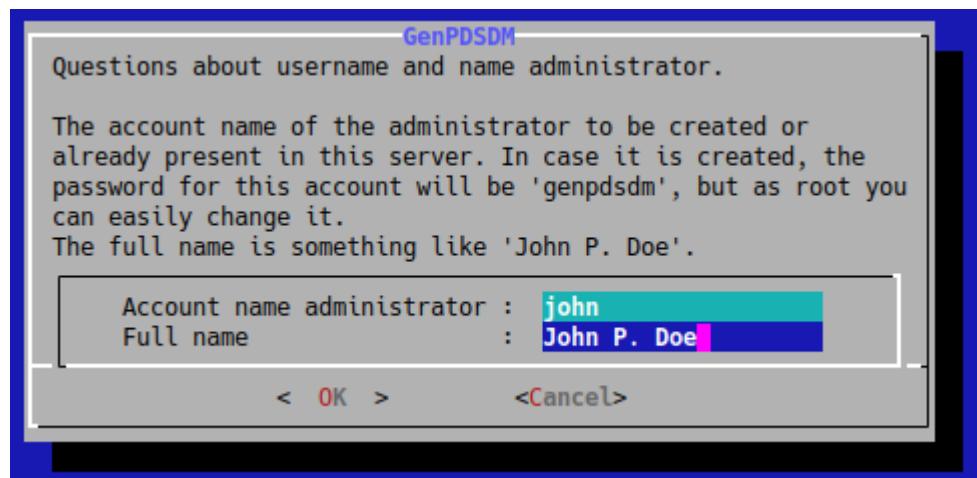 GenPDSDM
Questions about username and name administrator.
The account name of the administrator to be created or
already present in this server. In case it is created, the
password for this account will be 'genpdsdm', but as root you
can easily change it.
The full name is something like 'John P. Doe'.
Account name administrator : john
Full name : John P. Doe
< OK > <Cancel>